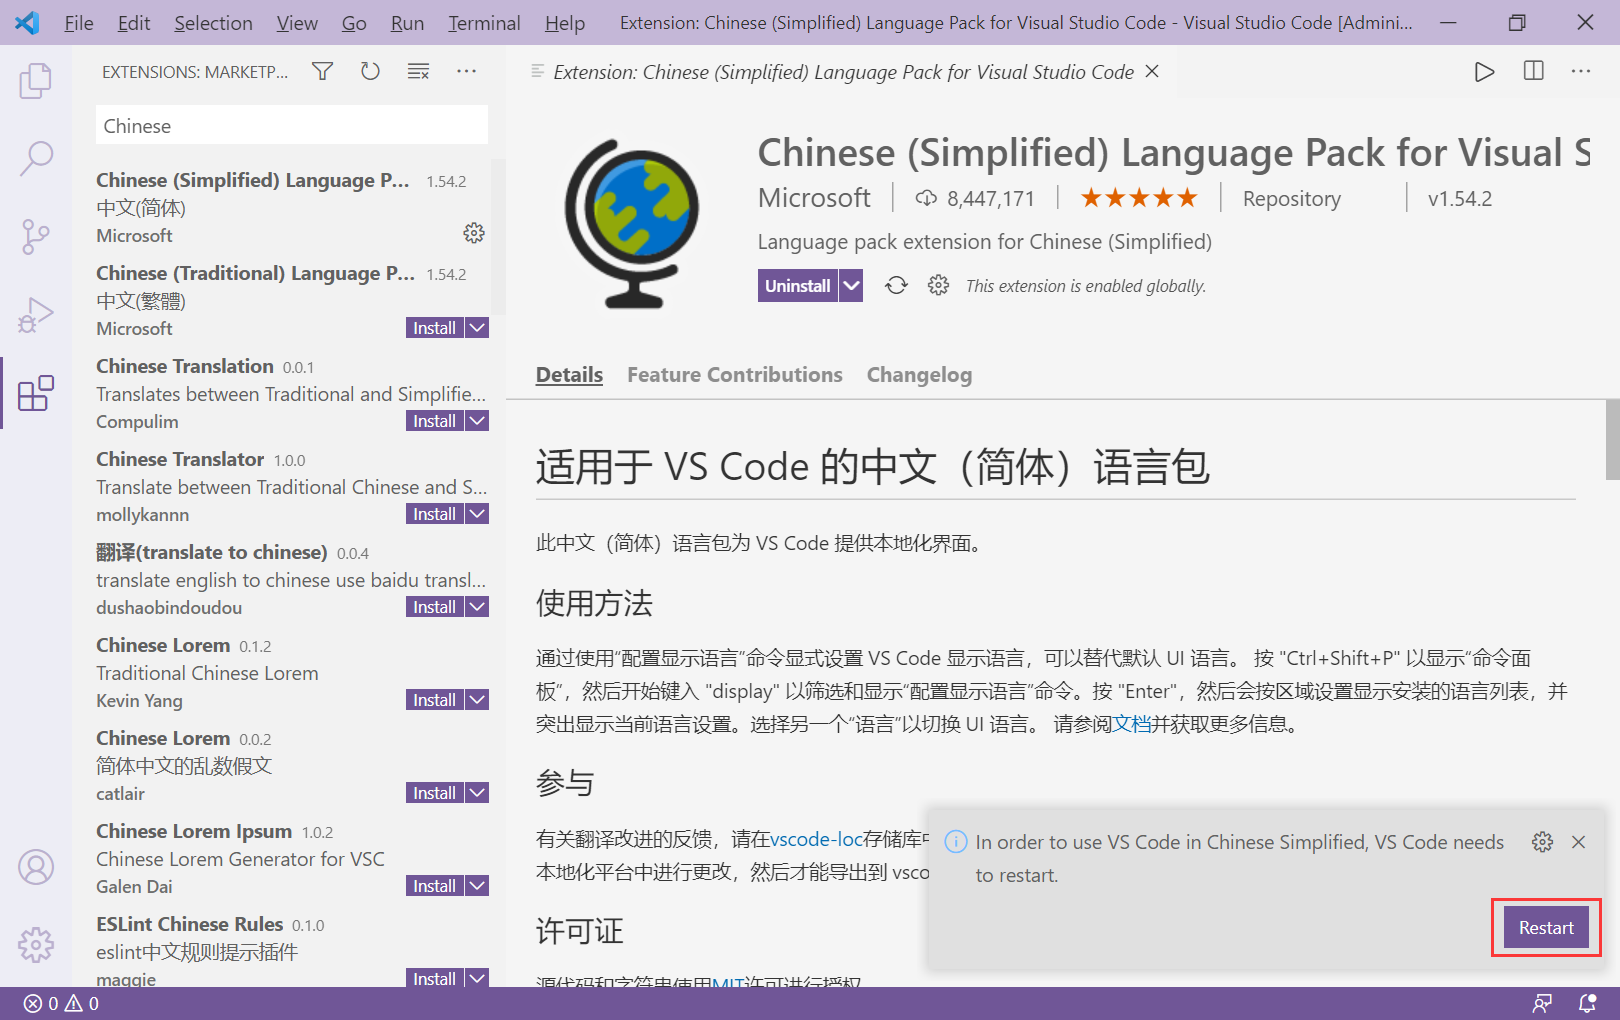 File Edit Selection View Go Run Terminal Help Extension: Chinese (Simplified) Language Pack for Visual Studio Code - Visual Studio Code [Admini...
EXTENSIONS: MARKETP...
Chinese
Chinese (Simplified) Language P... 1.54.2
中文(简体)
Microsoft
Chinese (Traditional) Language P... 1.54.2
中文(繁體)
Microsoft Install
Chinese Translation 0.0.1
Translates between Traditional and Simplifie...
Compulim Install
Chinese Translator 1.0.0
Translate between Traditional Chinese and S...
mollykannn Install
翻译(translate to chinese) 0.0.4
translate english to chinese use baidu transl...
dushaobindoudou Install
Chinese Lorem 0.1.2
Traditional Chinese Lorem
Kevin Yang Install
Chinese Lorem 0.0.2
简体中文的乱数假文
catlair Install
Chinese Lorem Ipsum 1.0.2
Chinese Lorem Generator for VSC
Galen Dai Install
ESLint Chinese Rules 0.1.0
eslint中文规则提示插件
maggie Install
Extension: Chinese (Simplified) Language Pack for Visual Studio Code
Chinese (Simplified) Language Pack for Visual S
Microsoft 8,447,171 ★★★★★ Repository v1.54.2
Language pack extension for Chinese (Simplified)
Uninstall This extension is enabled globally.
Details Feature Contributions Changelog
适用于 VS Code 的中文（简体）语言包
此中文（简体）语言包为 VS Code 提供本地化界面。
使用方法
通过使用“配置显示语言”命令显式设置 VS Code 显示语言，可以替代默认 UI 语言。 按 "Ctrl+Shift+P" 以显示“命令面
板”，然后开始键入 "display" 以筛选和显示“配置显示语言”命令。按 "Enter"，然后会按区域设置显示安装的语言列表，并
突出显示当前语言设置。选择另一个“语言”以切换 UI 语言。 请参阅文档并获取更多信息。
参与
有关翻译改进的反馈，请在vscode-loc存储库中
本地化平台中进行更改，然后才能导出到 vsco
许可证
源代码和字符串使用MIT许可进行授权
In order to use VS Code in Chinese Simplified, VS Code needs
to restart.
Restart
0 0